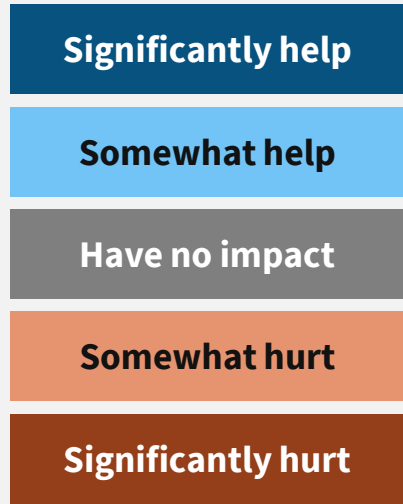 Significantly help
Somewhat help
Have no impact
Somewhat hurt
Significantly hurt